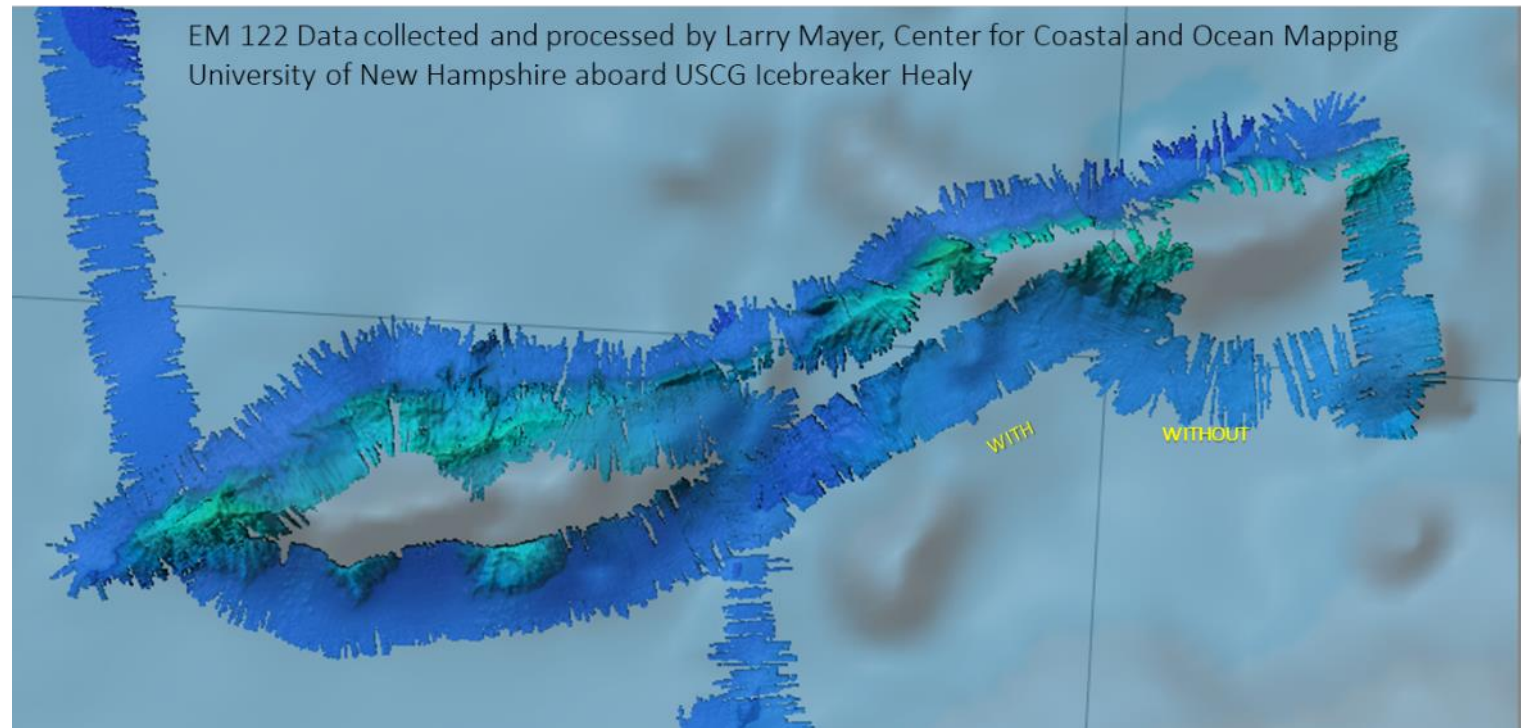 EM 122 Data collected and processed by Larry Mayer, Center for Coastal and Ocean Mapping
University of New Hampshire aboard USCG Icebreaker Healy
WITH
WITHOUT